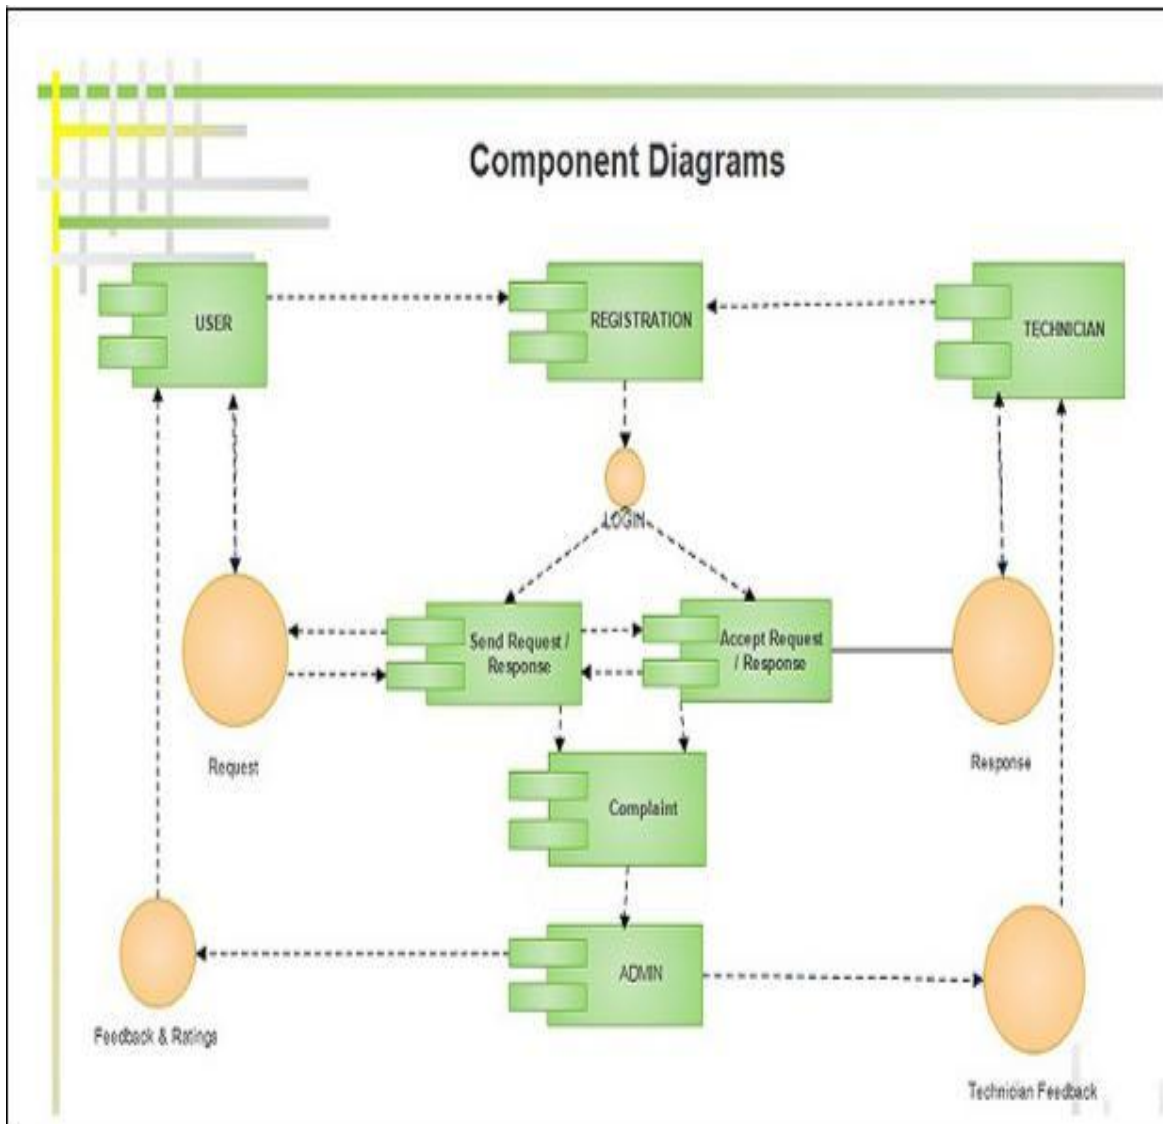 Component Diagrams
USER
REGISTRATION
TECHNICIAN
LOGIN
Send Request /
Response
Accept Request
/ Response
Request
Response
Complaint
ADMIN
Feedback & Ratings
Technician Feedback